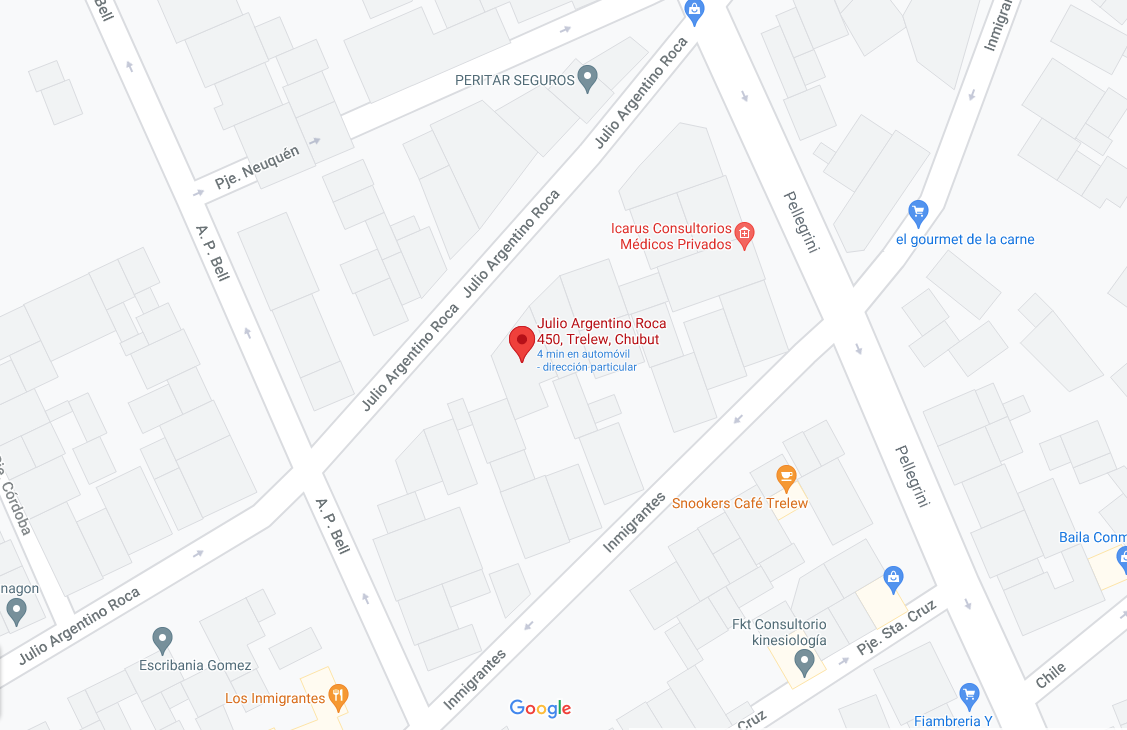 Bell
Inmigran
Julio Argentino Roca
PERITAR SEGUROS
Pje. Neuquén
Julio Argentino Roca
Pellegrini
A. P. Bell
Icarus Consultorios
Médicos Privados
el gourmet de la carne
Julio Argentino Roca
Julio Argentino Roca
450, Trelew, Chubut
4 min en automóvil
- dirección particular
Córdoba
A. P. Bell
Pellegrini
Snookers Café Trelew
Inmigrantes
Baila Conm
nagon
Julio Argentino Roca
Fkt Consultorio
kinesiología
Pje. Sta. Cruz
Escribania Gomez
Inmigrantes
Chile
Los Inmigrantes
Google
Cruz
Fiambreria Y